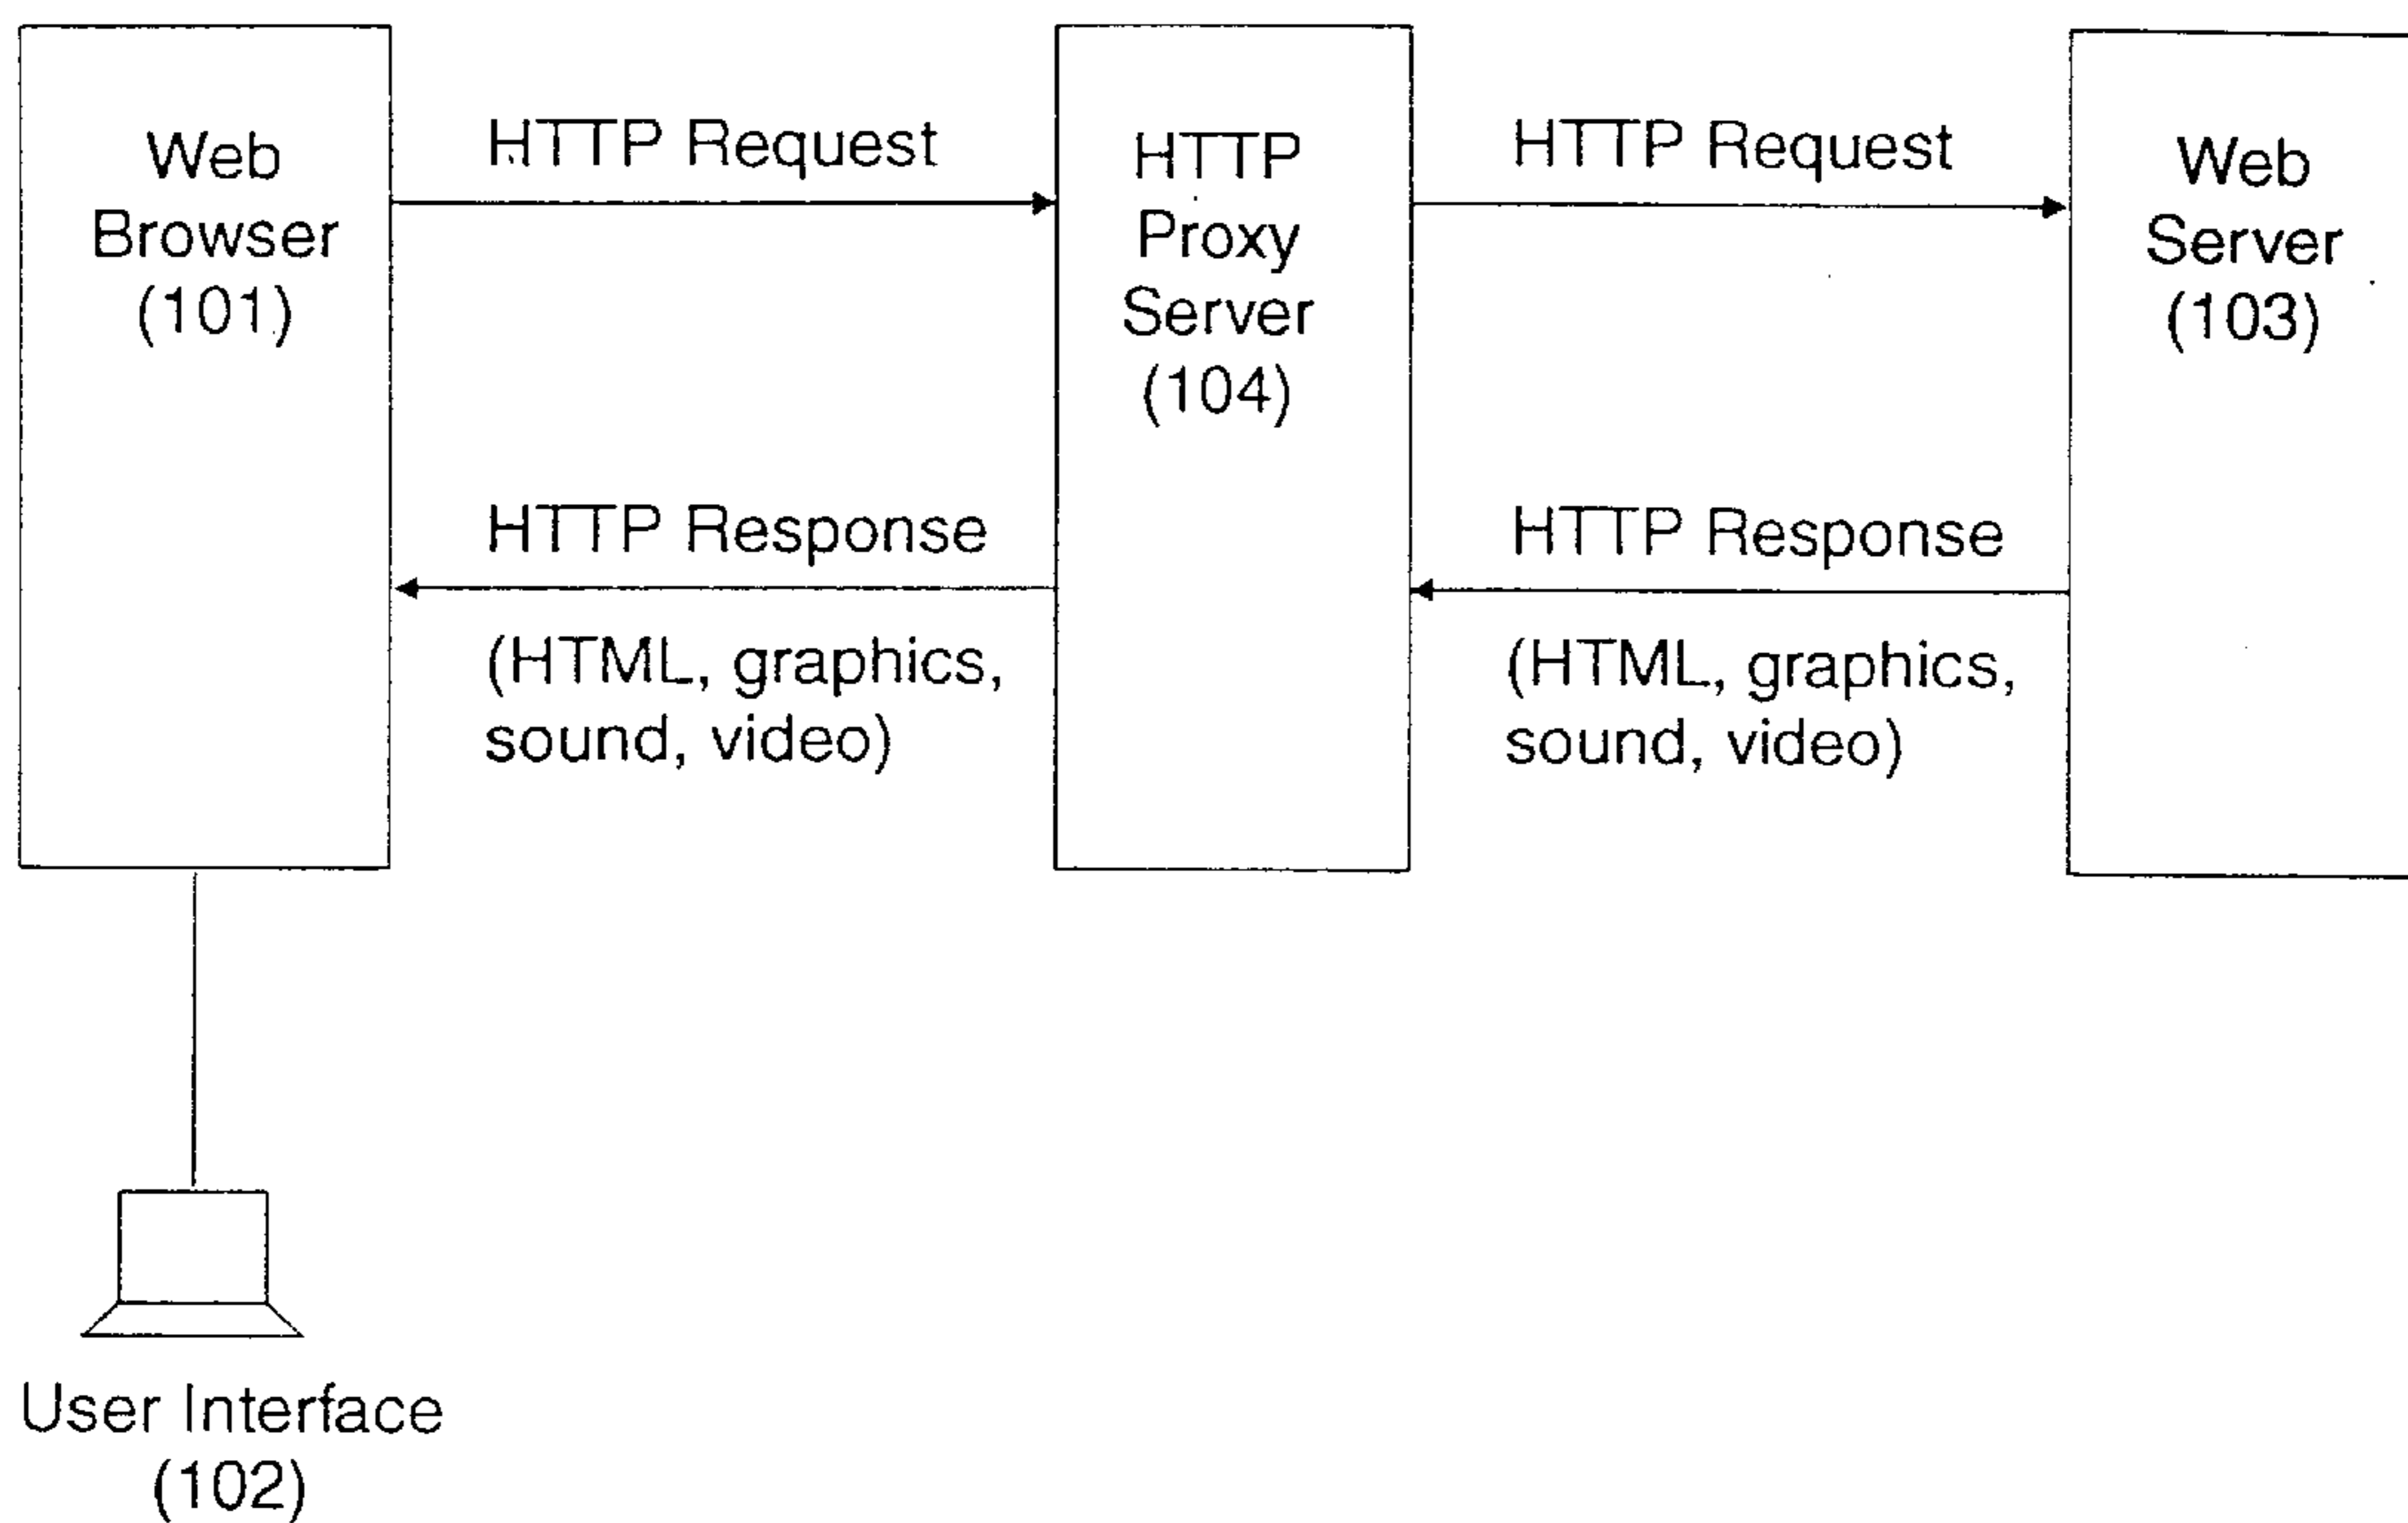 Web
Browser
(101)
HTTP Request
HTTP
Proxy
Server
(104)
HTTP Request
Web
Server
(103)
HTTP Response
(HTML, graphics,
sound, video)
HTTP Response
(HTML, graphics,
sound, video)
User Interface
(102)